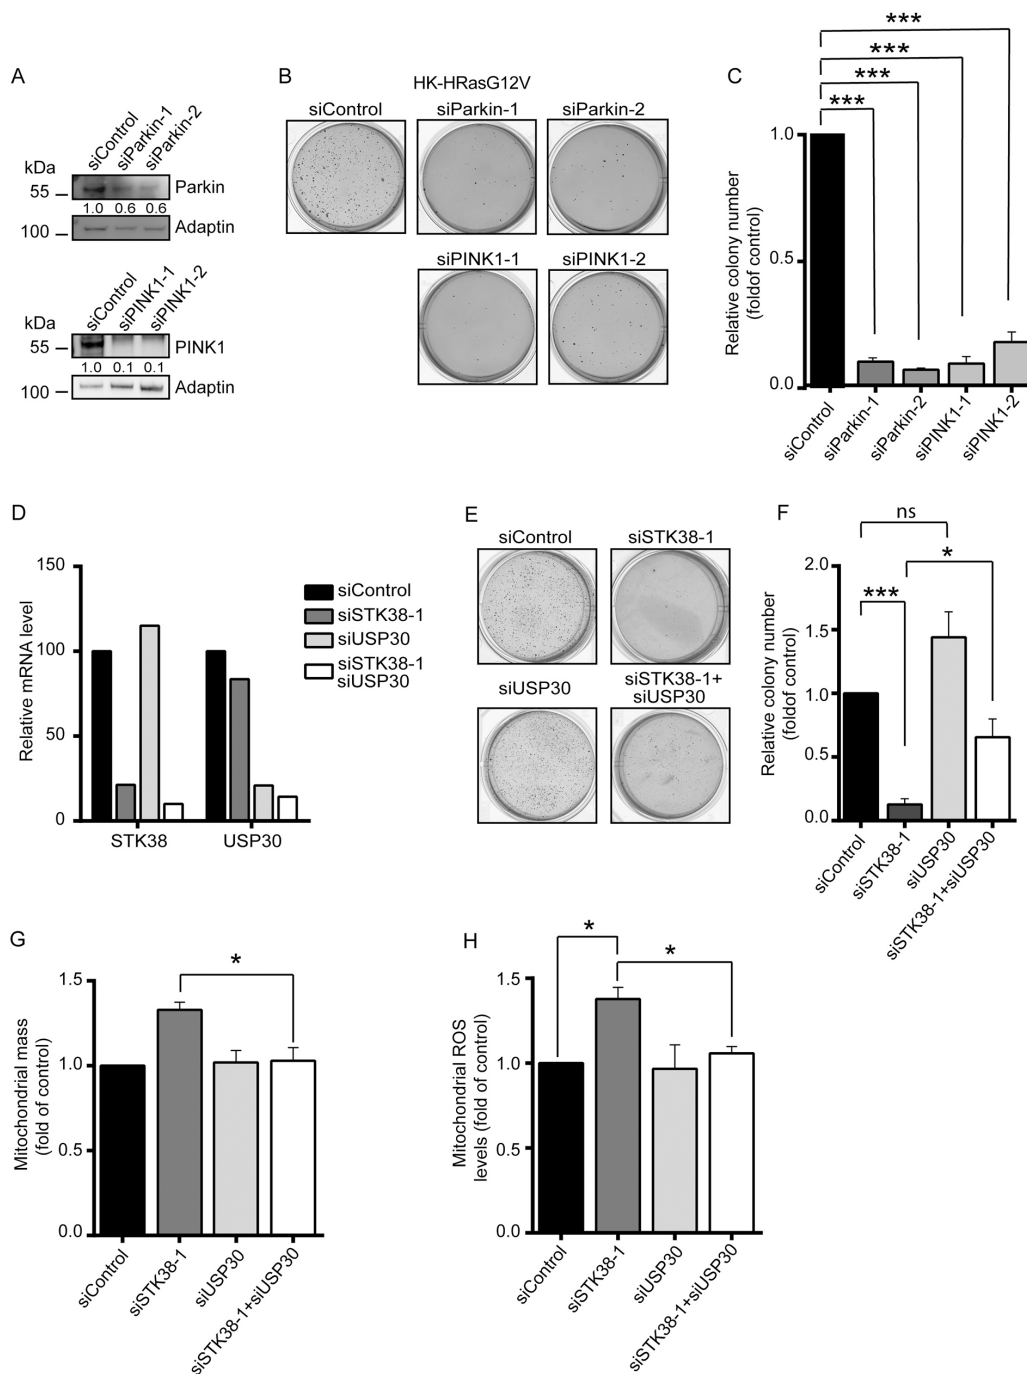 A
siControl
siParkin-1
siParkin-2
kDa
55
Parkin
1.0 0.6 0.6
100
Adaptin
siControl
siPINK1-1
siPINK1-2
kDa
55
PINK1
1.0 0.1 0.1
100
Adaptin
B
HK-HRasG12V
siControl
siParkin-1
siParkin-2
siPINK1-1
siPINK1-2
C
***
***
***
***
Relative colony number
(foldof control)
1.0
0.5
0.0
siControl
siParkin-1
siParkin-2
siPINK1-1
siPINK1-2
D
Relative mRNA level
150
100
50
0
STK38
USP30
siControl
siSTK38-1
siUSP30
siSTK38-1
siUSP30
E
siControl
siSTK38-1
siUSP30
siSTK38-1+
siUSP30
F
ns
*
***
Relative colony number
(foldof control)
2.0
1.5
1.0
0.5
0.0
siControl
siSTK38-1
siUSP30
siSTK38-1+siUSP30
G
*
Mitochondrial mass
(fold of control)
1.5
1.0
0.5
0.0
siControl
siSTK38-1
siUSP30
siSTK38-1+siUSP30
H
*
*
Mitochondrial ROS
levels (fold of control)
1.5
1.0
0.5
0.0
siControl
siSTK38-1
siUSP30
siSTK38-1+siUSP30